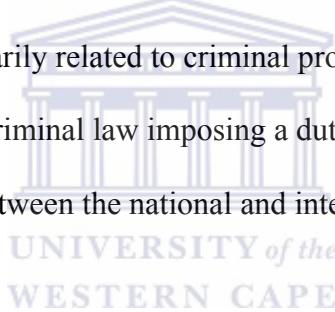 arily related to criminal pro
riminal law imposing a dut
tween the national and inte
UNIVERSITY of the
WESTERN CAPE